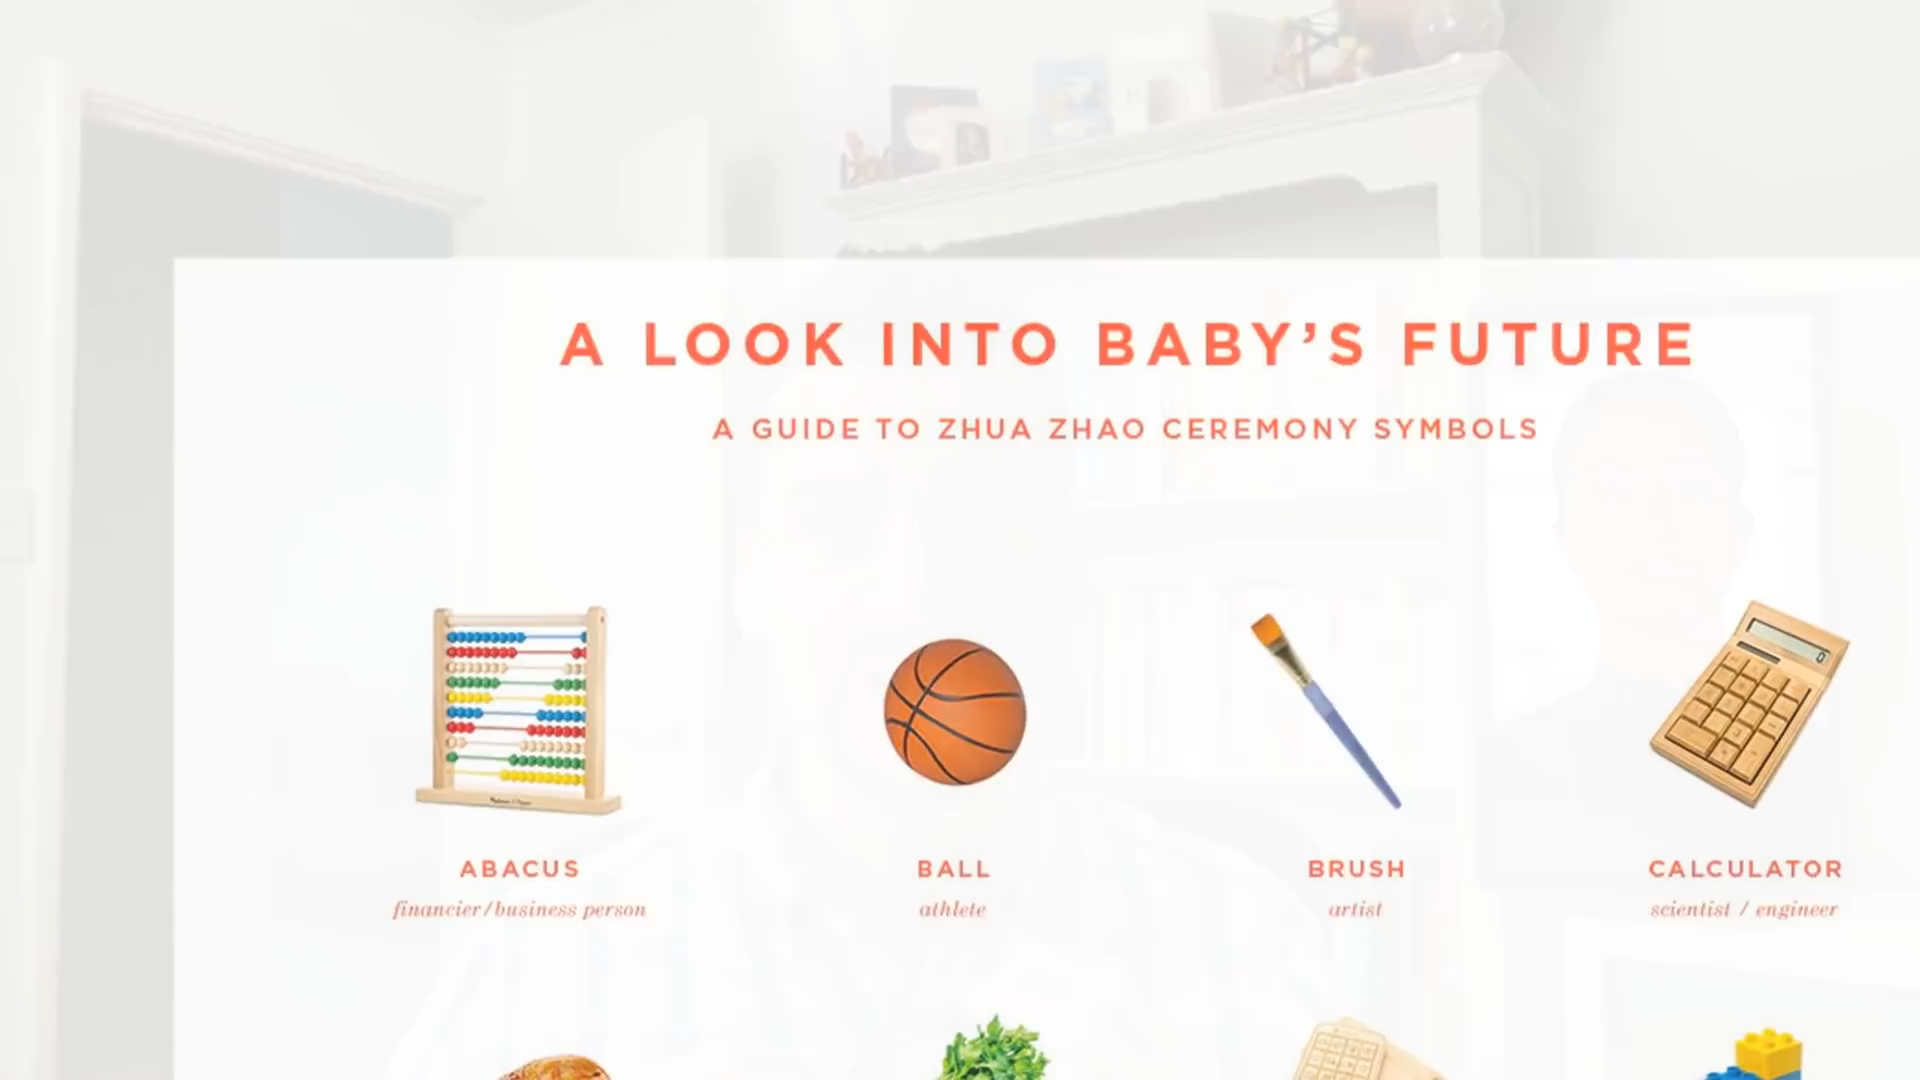 A LOOK INTO BABY'S FUTURE
A GUIDE TO ZHUA ZHAO CEREMONY SYMBOLS
0
ABACUS
BALL
BRUSH
CALCULATOR
financier/business person
athlete
artist
scientist / engineer